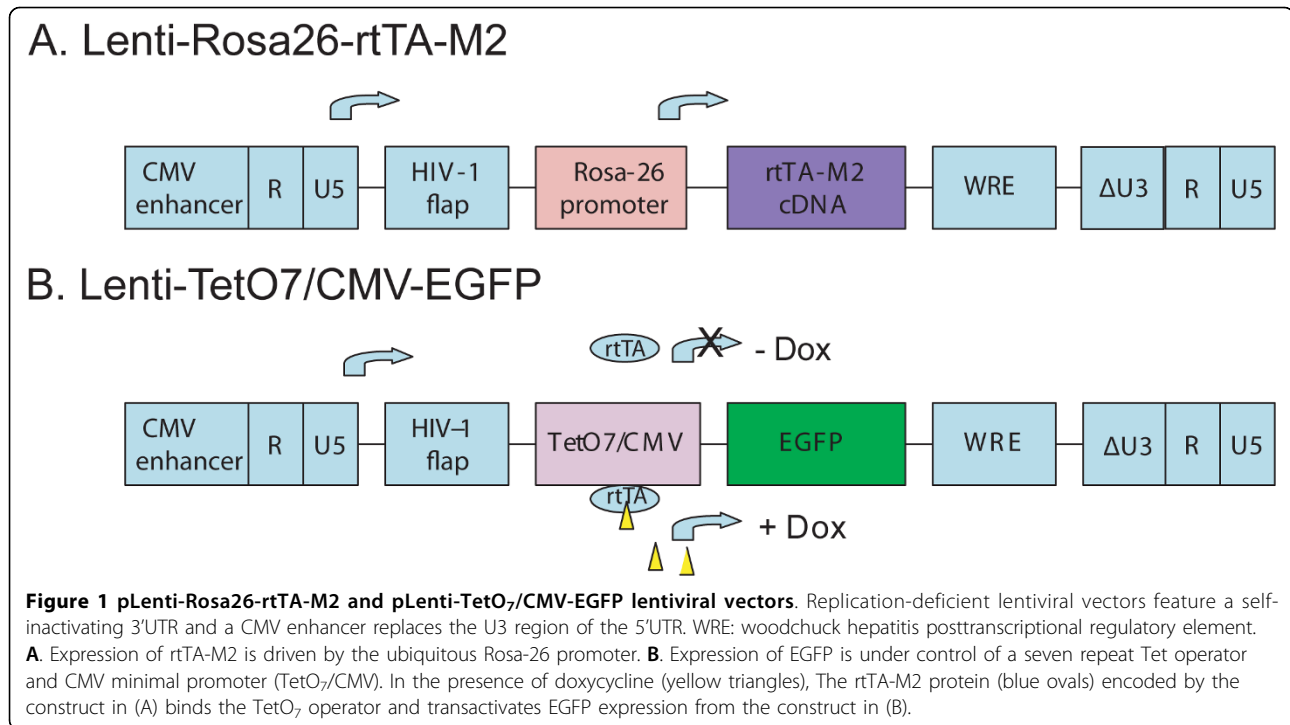 A. Lenti-Rosa26-rtTA-M2
CMV enhancer R U5 HIV-1 flap Rosa-26 promoter rtTA-M2 cDNA WRE ΔU3 R U5
B. Lenti-TetO7/CMV-EGFP
rtTA X - Dox
CMV enhancer R U5 HIV–1 flap TetO7/CMV EGFP WRE ΔU3 R U5
rtTA
+ Dox
Figure 1 pLenti-Rosa26-rtTA-M2 and pLenti-TetO₇/CMV-EGFP lentiviral vectors. Replication-deficient lentiviral vectors feature a self-
inactivating 3’UTR and a CMV enhancer replaces the U3 region of the 5’UTR. WRE: woodchuck hepatitis posttranscriptional regulatory element.
A. Expression of rtTA-M2 is driven by the ubiquitous Rosa-26 promoter. B. Expression of EGFP is under control of a seven repeat Tet operator
and CMV minimal promoter (TetO₇/CMV). In the presence of doxycycline (yellow triangles), The rtTA-M2 protein (blue ovals) encoded by the
construct in (A) binds the TetO₇ operator and transactivates EGFP expression from the construct in (B).